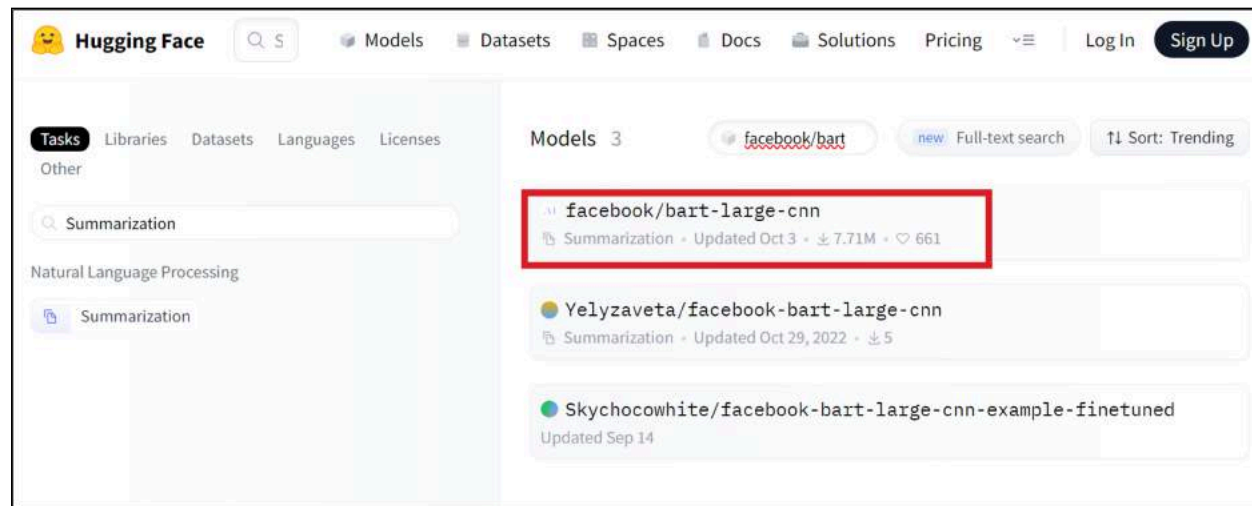 Hugging Face S Models Datasets Spaces Docs Solutions Pricing Log In Sign Up
Tasks Libraries Datasets Languages Licenses
Other
Summarization
Natural Language Processing
Summarization
Models 3 facebook/bart new Full-text search ↑↓ Sort: Trending
facebook/bart-large-cnn
Summarization • Updated Oct 3 • 7.71M • ♡ 661
Yelyzaveta/facebook-bart-large-cnn
Summarization • Updated Oct 29, 2022 • 5
Skychocowhite/facebook-bart-large-cnn-example-finetuned
Updated Sep 14